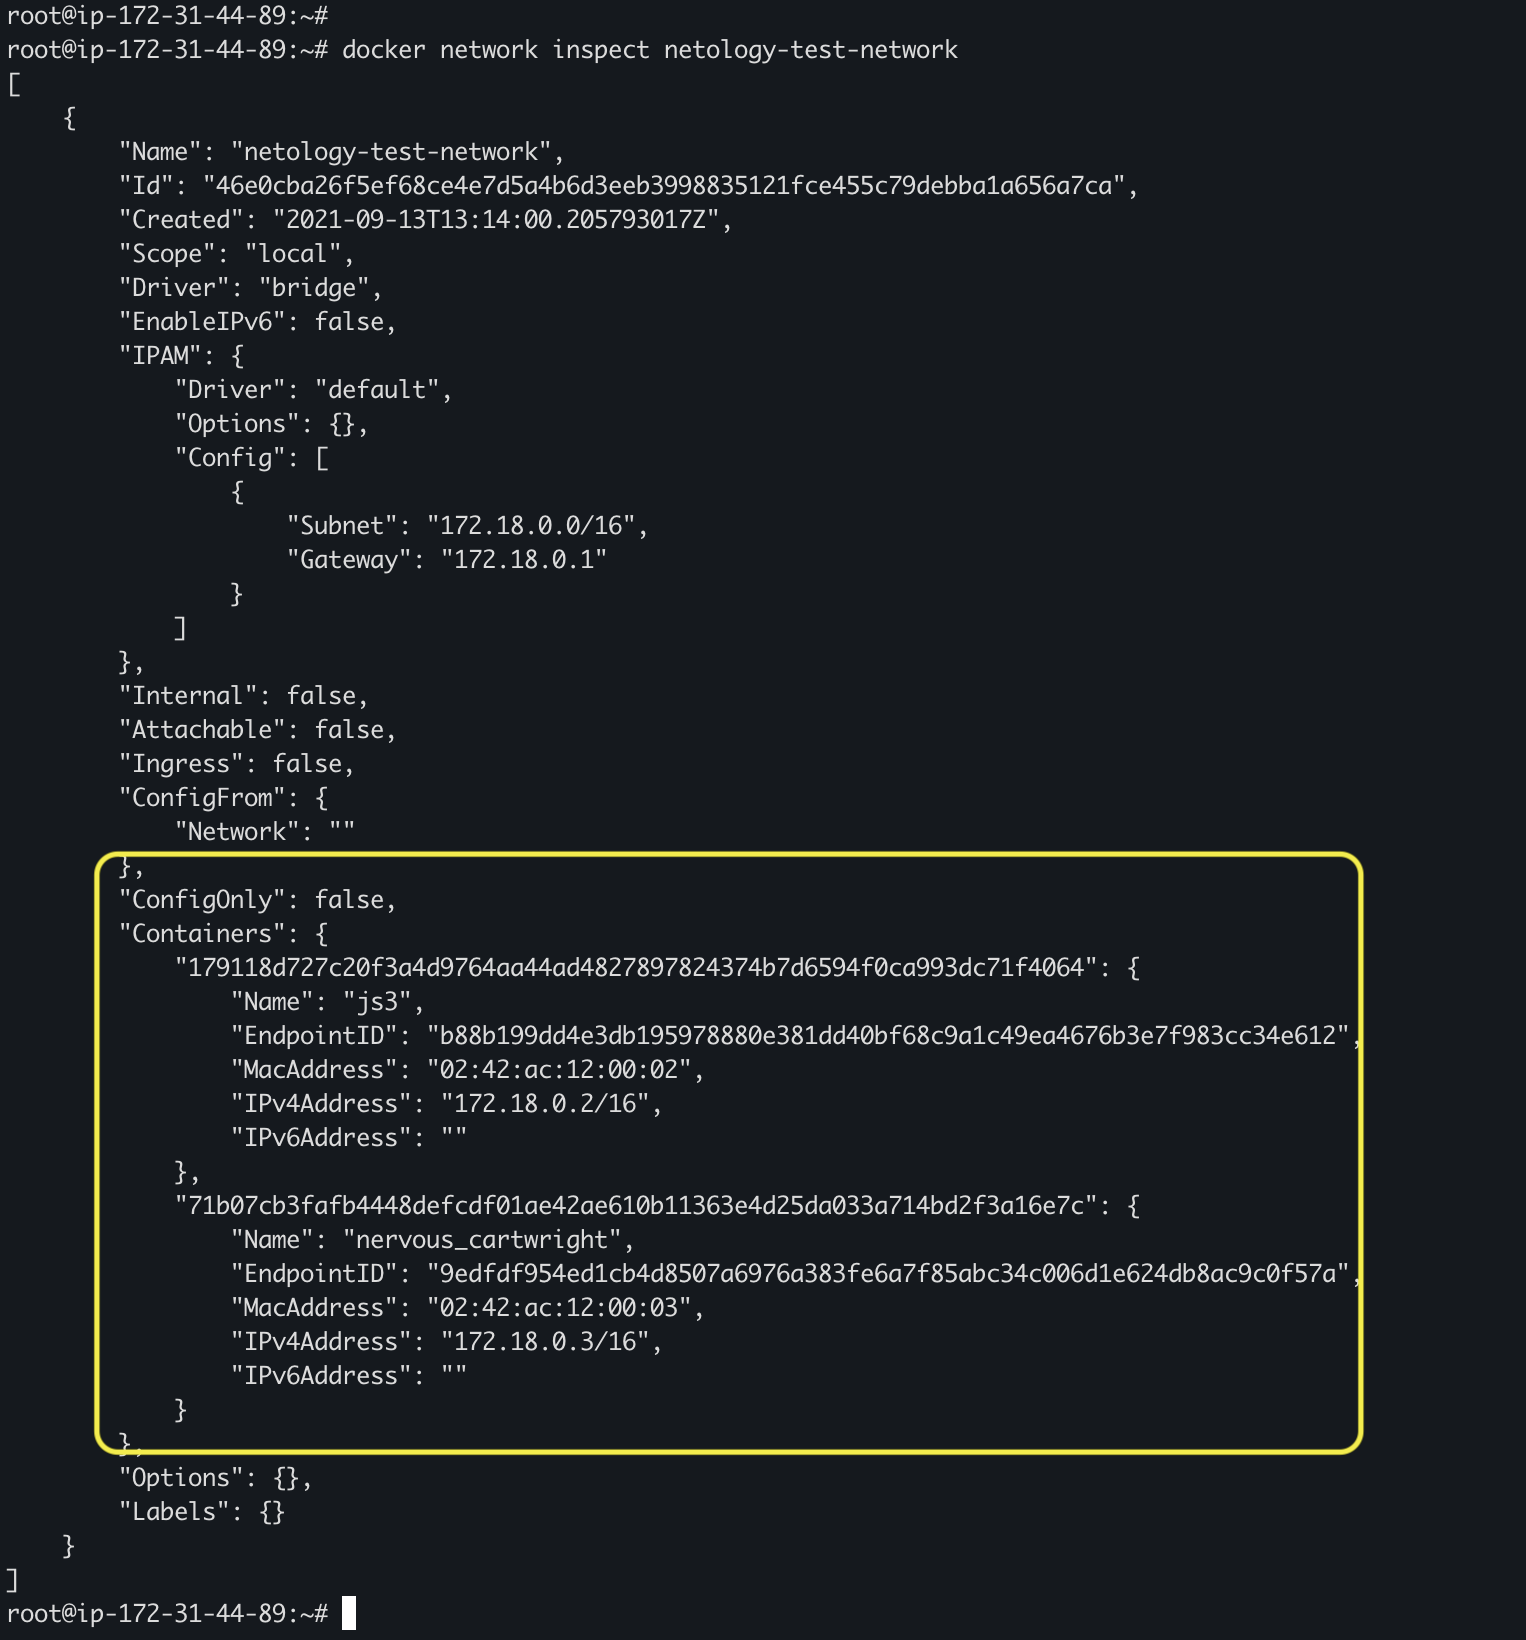 root@ip-172-31-44-89:~#
root@ip-172-31-44-89:~# docker network inspect netology-test-network
[
    {
        "Name": "netology-test-network",
        "Id": "46e0cba26f5ef68ce4e7d5a4b6d3eeb3998835121fce455c79debba1a656a7ca",
        "Created": "2021-09-13T13:14:00.205793017Z",
        "Scope": "local",
        "Driver": "bridge",
        "EnableIPv6": false,
        "IPAM": {
            "Driver": "default",
            "Options": {},
            "Config": [
                {
                    "Subnet": "172.18.0.0/16",
                    "Gateway": "172.18.0.1"
                }
            ]
        },
        "Internal": false,
        "Attachable": false,
        "Ingress": false,
        "ConfigFrom": {
            "Network": ""
        },
        "ConfigOnly": false,
        "Containers": {
            "179118d727c20f3a4d9764aa44ad4827897824374b7d6594f0ca993dc71f4064": {
                "Name": "js3",
                "EndpointID": "b88b199dd4e3db195978880e381dd40bf68c9a1c49ea4676b3e7f983cc34e612",
                "MacAddress": "02:42:ac:12:00:02",
                "IPv4Address": "172.18.0.2/16",
                "IPv6Address": ""
            },
            "71b07cb3fafb4448defcdf01ae42ae610b11363e4d25da033a714bd2f3a16e7c": {
                "Name": "nervous_cartwright",
                "EndpointID": "9edfdf954ed1cb4d8507a6976a383fe6a7f85abc34c006d1e624db8ac9c0f57a",
                "MacAddress": "02:42:ac:12:00:03",
                "IPv4Address": "172.18.0.3/16",
                "IPv6Address": ""
            }
        },
        "Options": {},
        "Labels": {}
    }
]
root@ip-172-31-44-89:~#